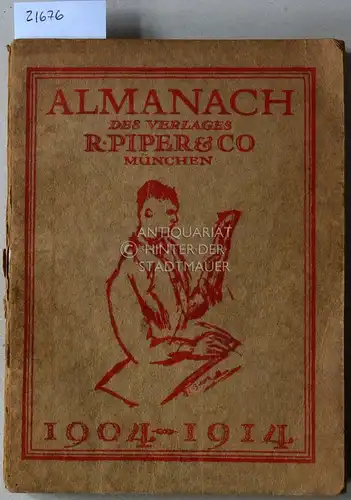 21676
ALMANACH
DES VERLAGES
R·PIPER & CO
MÜNCHEN
ANTIQUARIAT
HINTER DER
STADTMAUER
1904-1914